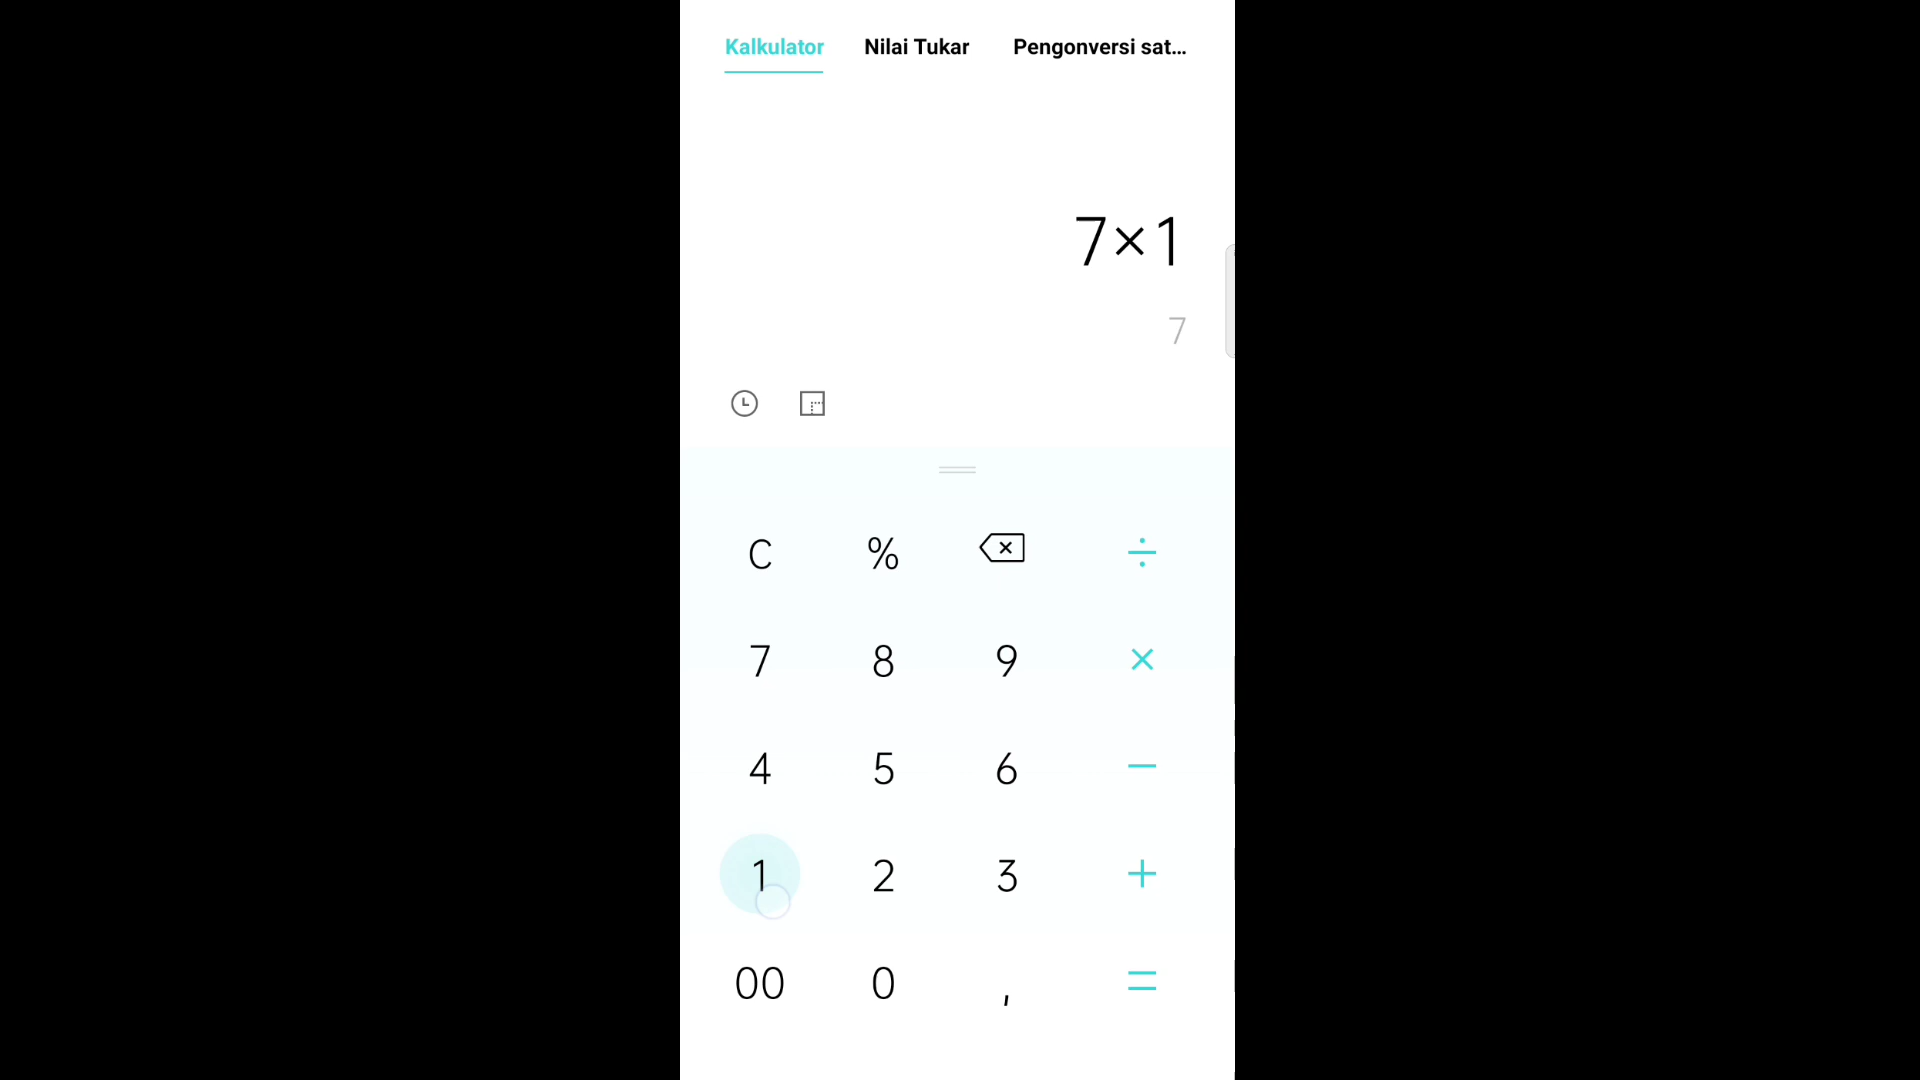 Kalkulator Nilai Tukar Pengonversi sat...
7×1
7
C % ÷
7 8 9 ×
4 5 6 −
1 2 3 +
00 0 , =